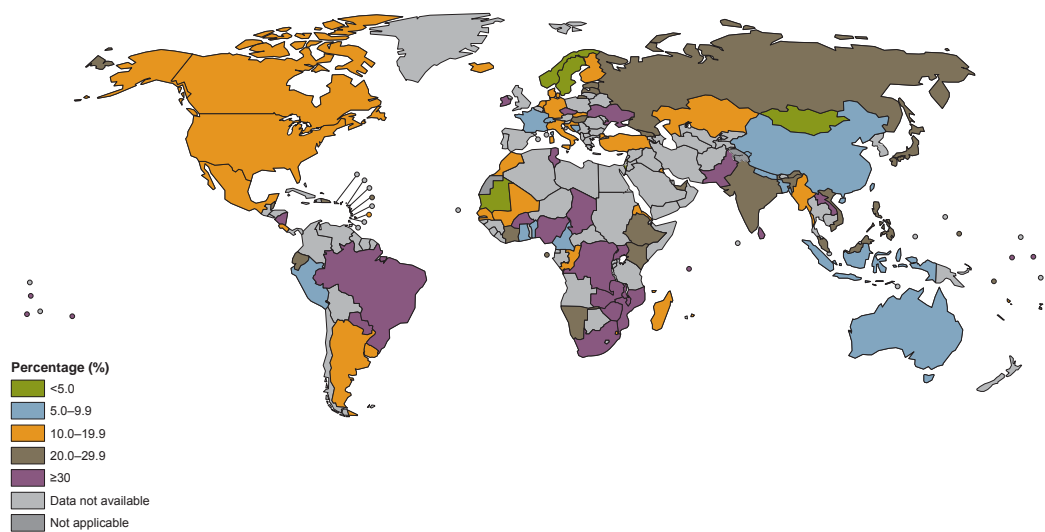 Percentage (%)
<5.0
5.0–9.9
10.0–19.9
20.0–29.9
≥30
Data not available
Not applicable